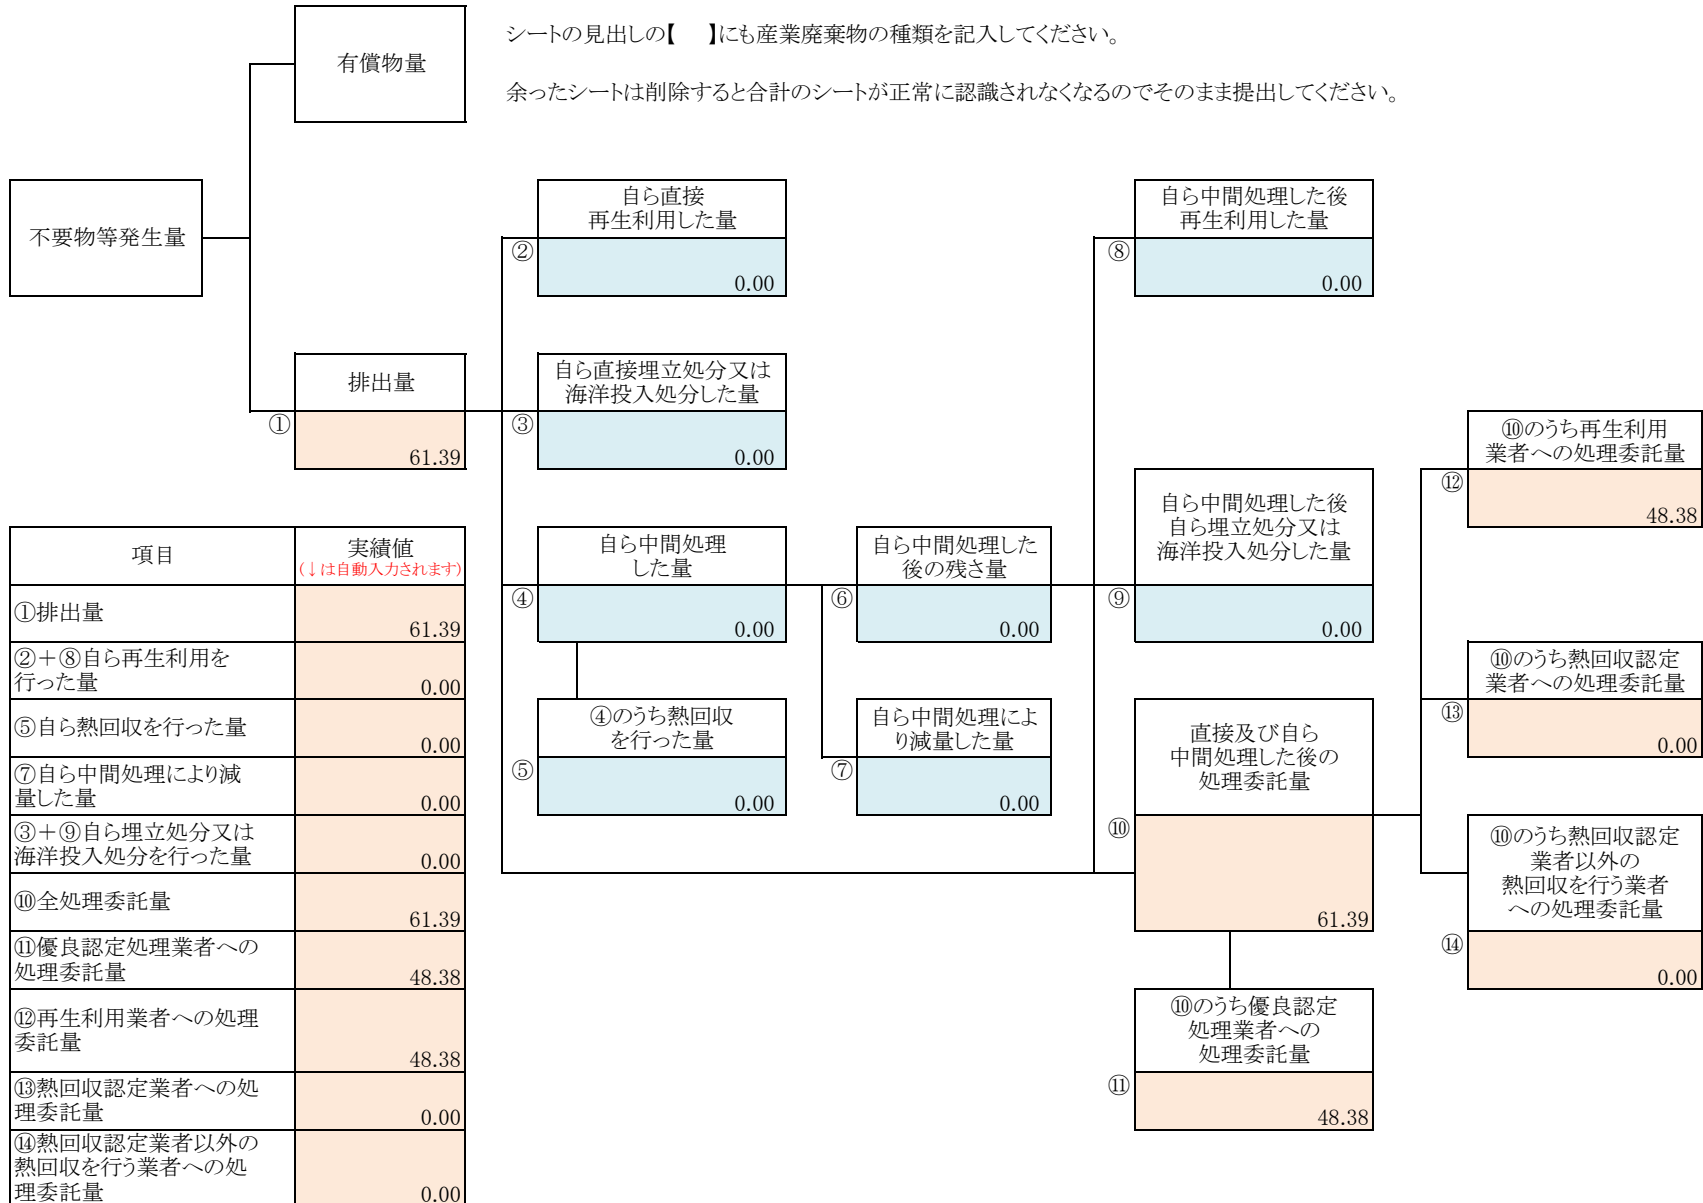 有償物量
シートの見出しの【　】にも産業廃棄物の種類を記入してください。
余ったシートは削除すると合計のシートが正常に認識されなくなるのでそのまま提出してください。
不要物等発生量
自ら直接
再生利用した量
②
0.00
自ら中間処理した後
再生利用した量
⑧
0.00
排出量
①
61.39
自ら直接埋立処分又は
海洋投入処分した量
③
0.00
⑩のうち再生利用
業者への処理委託量
⑫
48.38
自ら中間処理
した量
④
0.00
自ら中間処理した
後の残さ量
⑥
0.00
自ら中間処理した後
自ら埋立処分又は
海洋投入処分した量
⑨
0.00
⑩のうち熱回収認定
業者への処理委託量
⑬
0.00
④のうち熱回収
を行った量
⑤
0.00
自ら中間処理によ
り減量した量
⑦
0.00
直接及び自ら
中間処理した後の
処理委託量
⑩
61.39
⑩のうち熱回収認定
業者以外の
熱回収を行う業者
への処理委託量
⑭
0.00
⑩のうち優良認定
処理業者への
処理委託量
⑪
48.38
項目
実績値
(↓は自動入力されます)
①排出量
61.39
②＋⑧自ら再生利用を
行った量
0.00
⑤自ら熱回収を行った量
0.00
⑦自ら中間処理により減
量した量
0.00
③＋⑨自ら埋立処分又は
海洋投入処分を行った量
0.00
⑩全処理委託量
61.39
⑪優良認定処理業者への
処理委託量
48.38
⑫再生利用業者への処理
委託量
48.38
⑬熱回収認定業者への処
理委託量
0.00
⑭熱回収認定業者以外の
熱回収を行う業者への処
理委託量
0.00